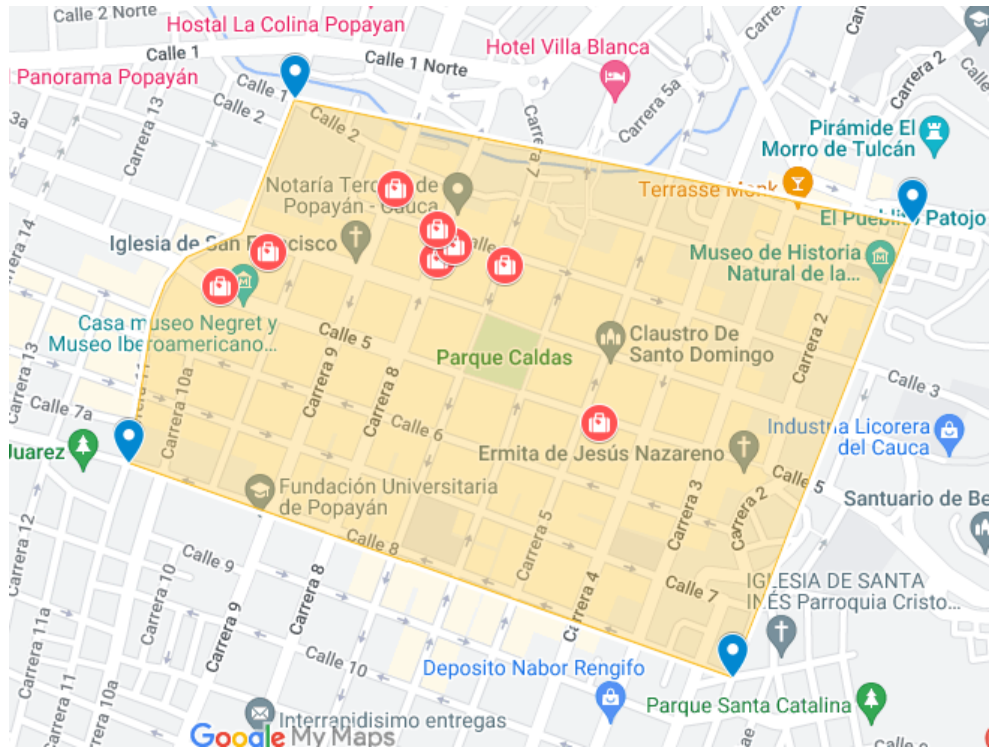 Calle 2 Norte
Hostal La Colina Popayan
Carrera 2
Calle 1
Calle 1 Norte
Hotel Villa Blanca
Panorama Popayán
Carrera 13
Calle 1
Calle 2
Calle 2
Carrera 5a
3a
Carrera 7
Pirámide El
Morro de Tulcán
Notaría Ter de
Popayán - Cauca
Terrasse Monk
El Pueblito Patojo
Carrera 14
Iglesia de San Francisco
Calle
Museo de Historia
Natural de la...
Casa museo Negret y
Museo Iberoamericano...
Calle 5
Claustro De
Santo Domingo
Carrera 2
Carrera 13
Carrera 9
Parque Caldas
Carrera 8
Calle 3
Calle 7a
Carrera 11
Carrera 10a
Calle 6
Juarez
Ermita de Jesús Nazareno
Industria Licorera
del Cauca
Calle 5
Fundación Universitaria
de Popayán
Carrera 3
Carrera 2
Santuario de Be
Carrera 12
Calle 8
Carrera 5
Calle 9
Calle 7
IGLESIA DE SANTA
INÉS Parroquia Cristo...
Carrera 10
Carrera 8
Carrera 4
Carrera 11a
Carrera 9
Calle 10
Deposito Nabor Rengifo
Carrera 11
Carrera 10a
Parque Santa Catalina
Interrapidisimo entregas
Google My Maps